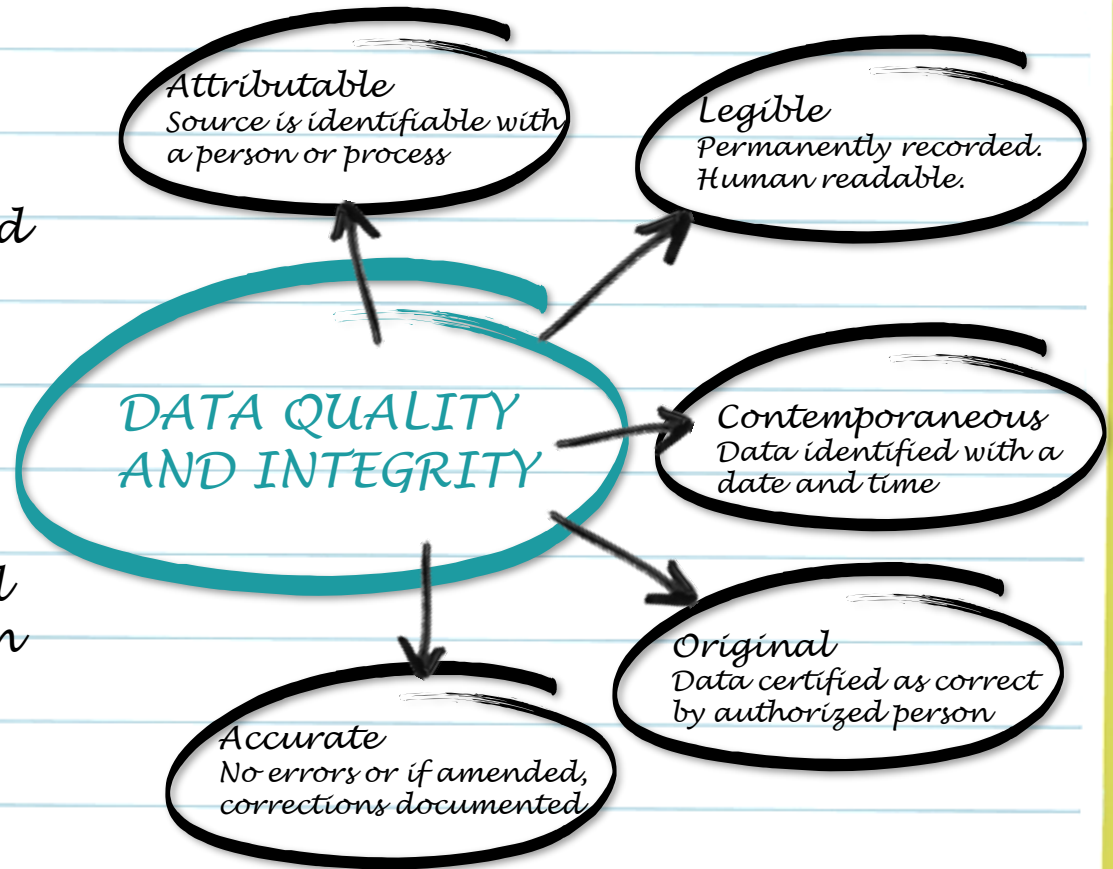 Attributable
Source is identifiable with
a person or process
Legible
Permanently recorded.
Human readable.
DATA QUALITY
AND INTEGRITY
Contemporaneous
Data identified with a
date and time
Original
Data certified as correct
by authorized person
Accurate
No errors or if amended,
corrections documented